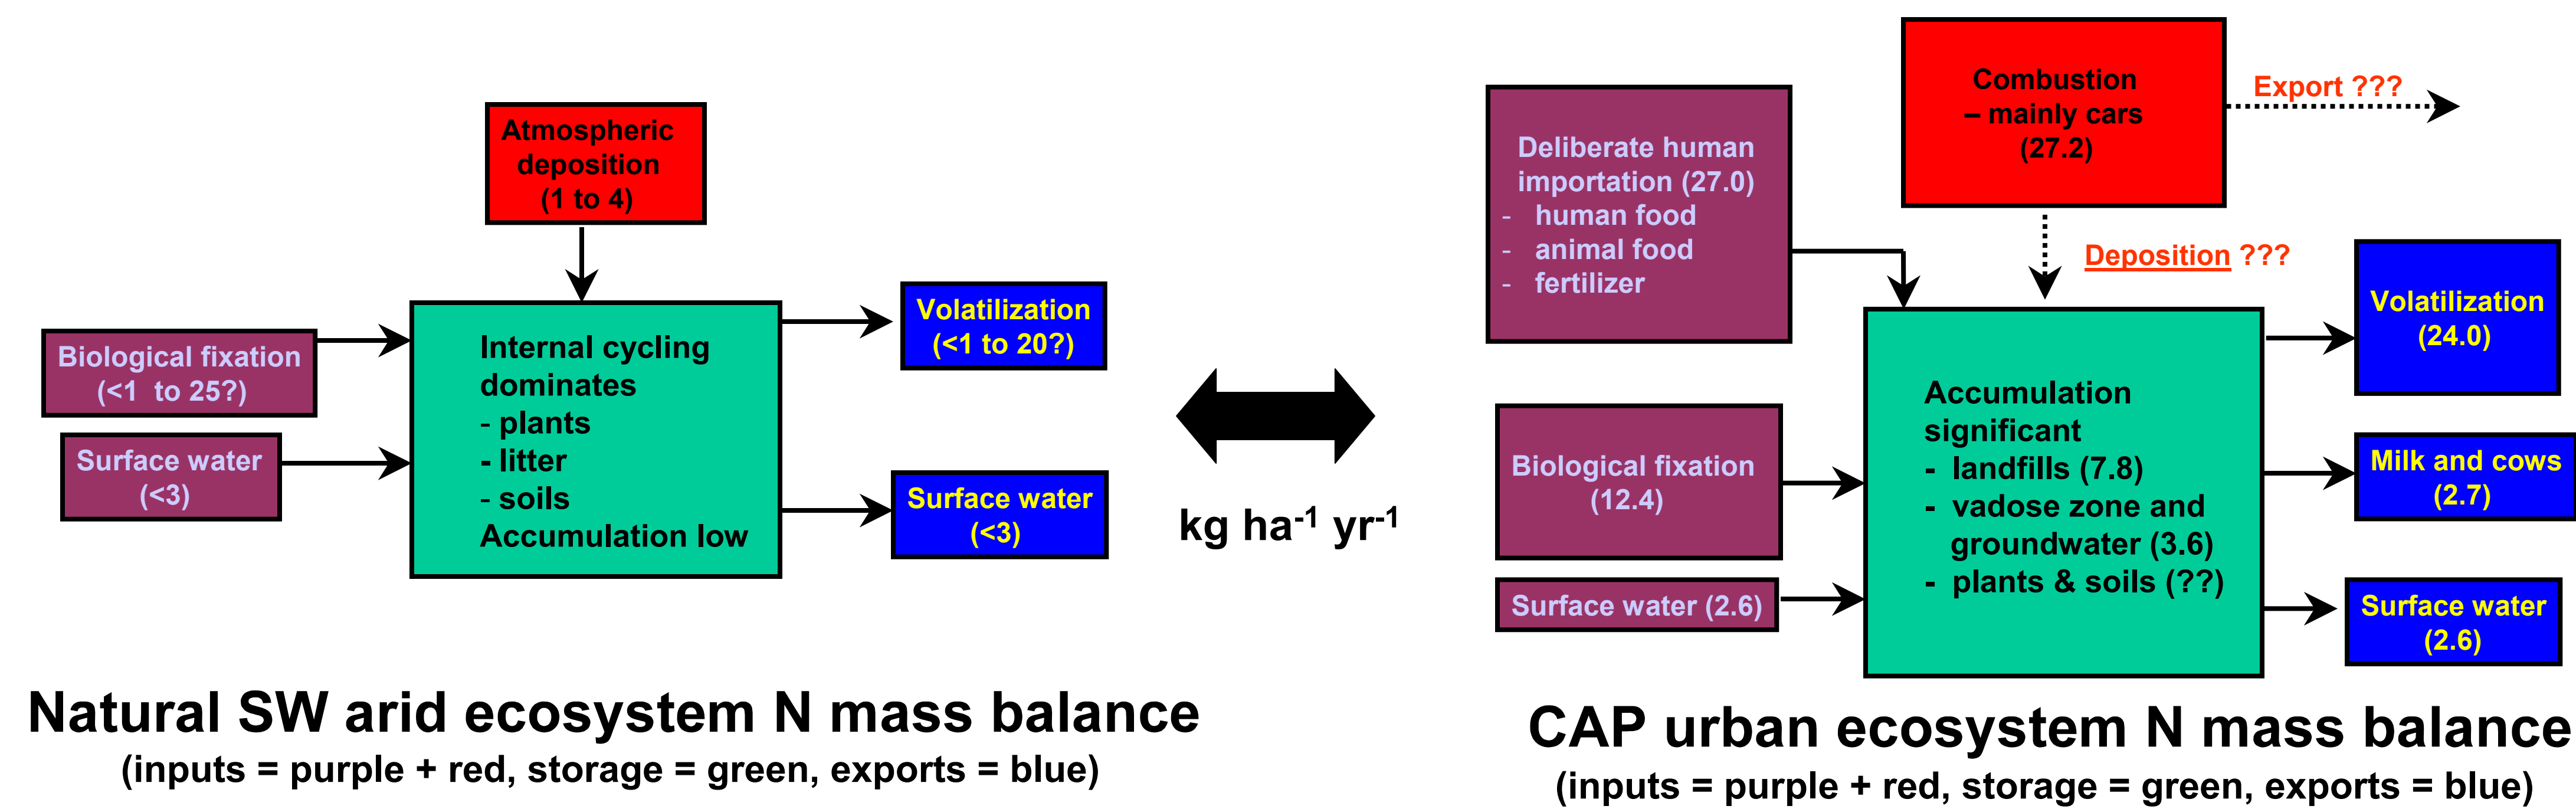 Atmospheric
deposition
(1 to 4)
Biological fixation
(<1 to 25?)
Surface water
(<3)
Internal cycling
dominates
- plants
- litter
- soils
Accumulation low
Volatilization
(<1 to 20?)
Surface water
(<3)
Natural SW arid ecosystem N mass balance
(inputs = purple + red, storage = green, exports = blue)
kg ha⁻¹ yr⁻¹
Combustion
– mainly cars
(27.2)
Export ???
Deposition ???
Deliberate human
importation (27.0)
- human food
- animal food
- fertilizer
Biological fixation
(12.4)
Surface water (2.6)
Accumulation
significant
- landfills (7.8)
- vadose zone and
groundwater (3.6)
- plants & soils (??)
Volatilization
(24.0)
Milk and cows
(2.7)
Surface water
(2.6)
CAP urban ecosystem N mass balance
(inputs = purple + red, storage = green, exports = blue)